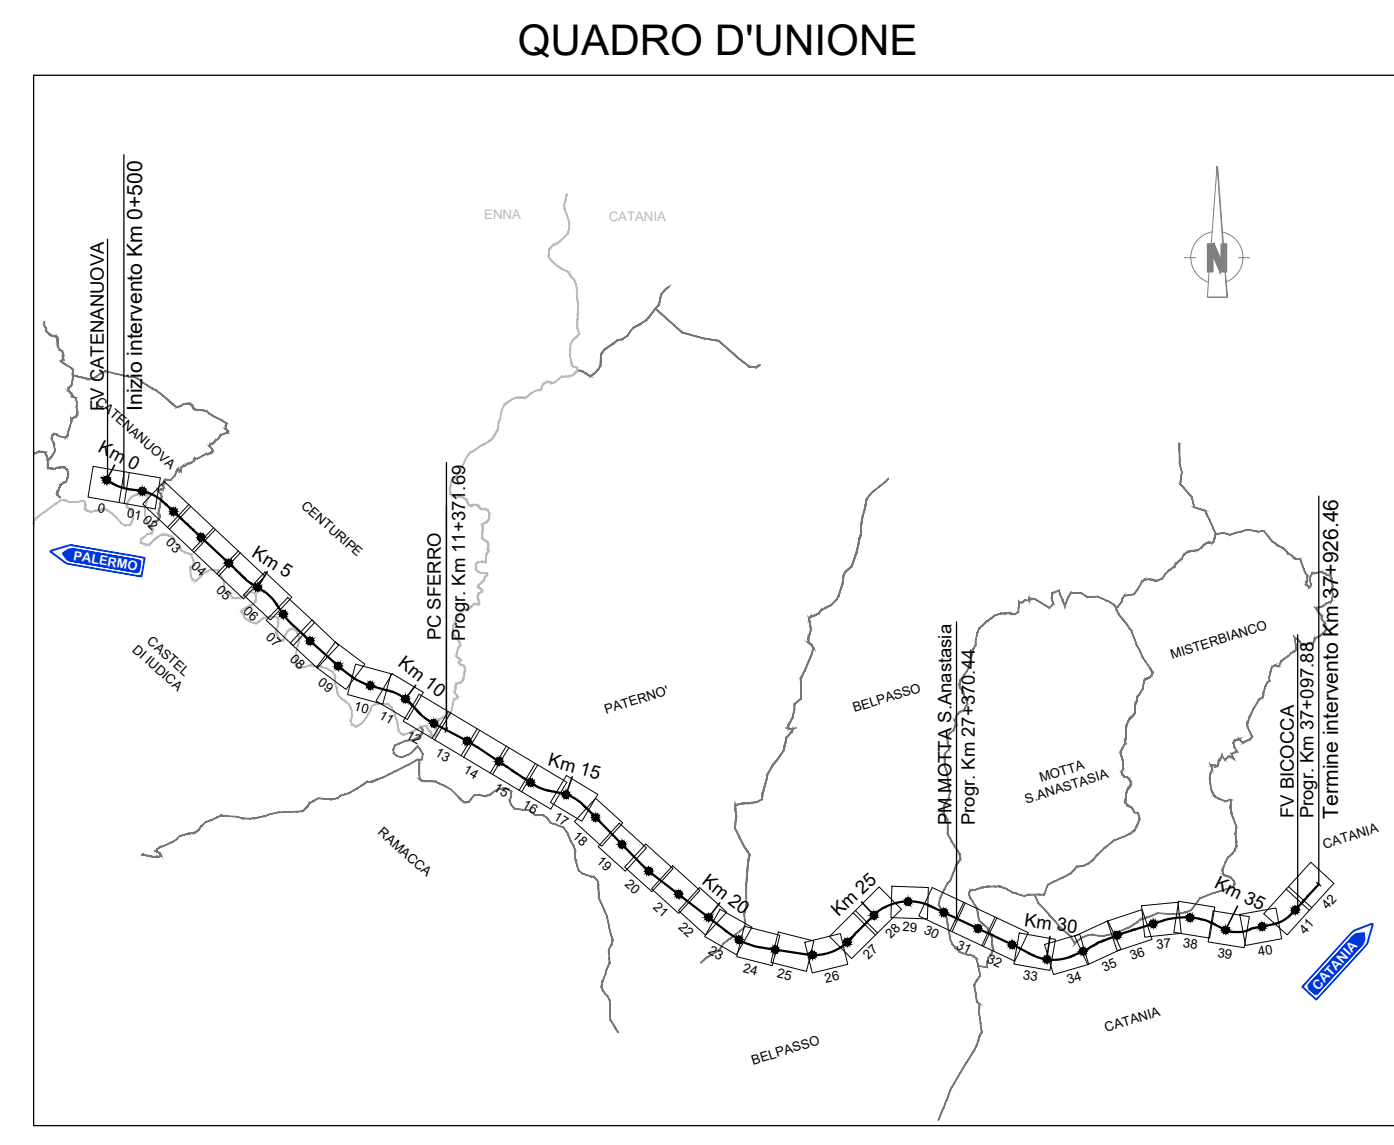 QUADRO D'UNIONE
ENNA
CATANIA
N
FV CATENANUOVA
Inizio intervento Km 0+500
CATENANUOVA
Km 0
0
01
02
03
04
05
06
07
08
09
10
11
12
13
14
15
16
17
18
19
20
21
22
23
24
25
26
27
28
29
30
31
32
33
34
35
36
37
38
39
40
41
42
PALERMO
CENTURIPE
Km 5
CASTEL
DI IUDICA
PC SFERRO
Progr. Km 11+371.69
Km 10
Km 15
RAMACCA
PATERNO'
Km 20
BELPASSO
Km 25
BELPASSO
PM MOTTA S.Anastasia
Progr. Km 27+370.44
Km 30
MOTTA
S.ANASTASIA
MISTERBIANCO
CATANIA
Km 35
FV BICOCCA
Progr. Km 37+097.88
Termine intervento Km 37+926.46
CATANIA
CATANIA